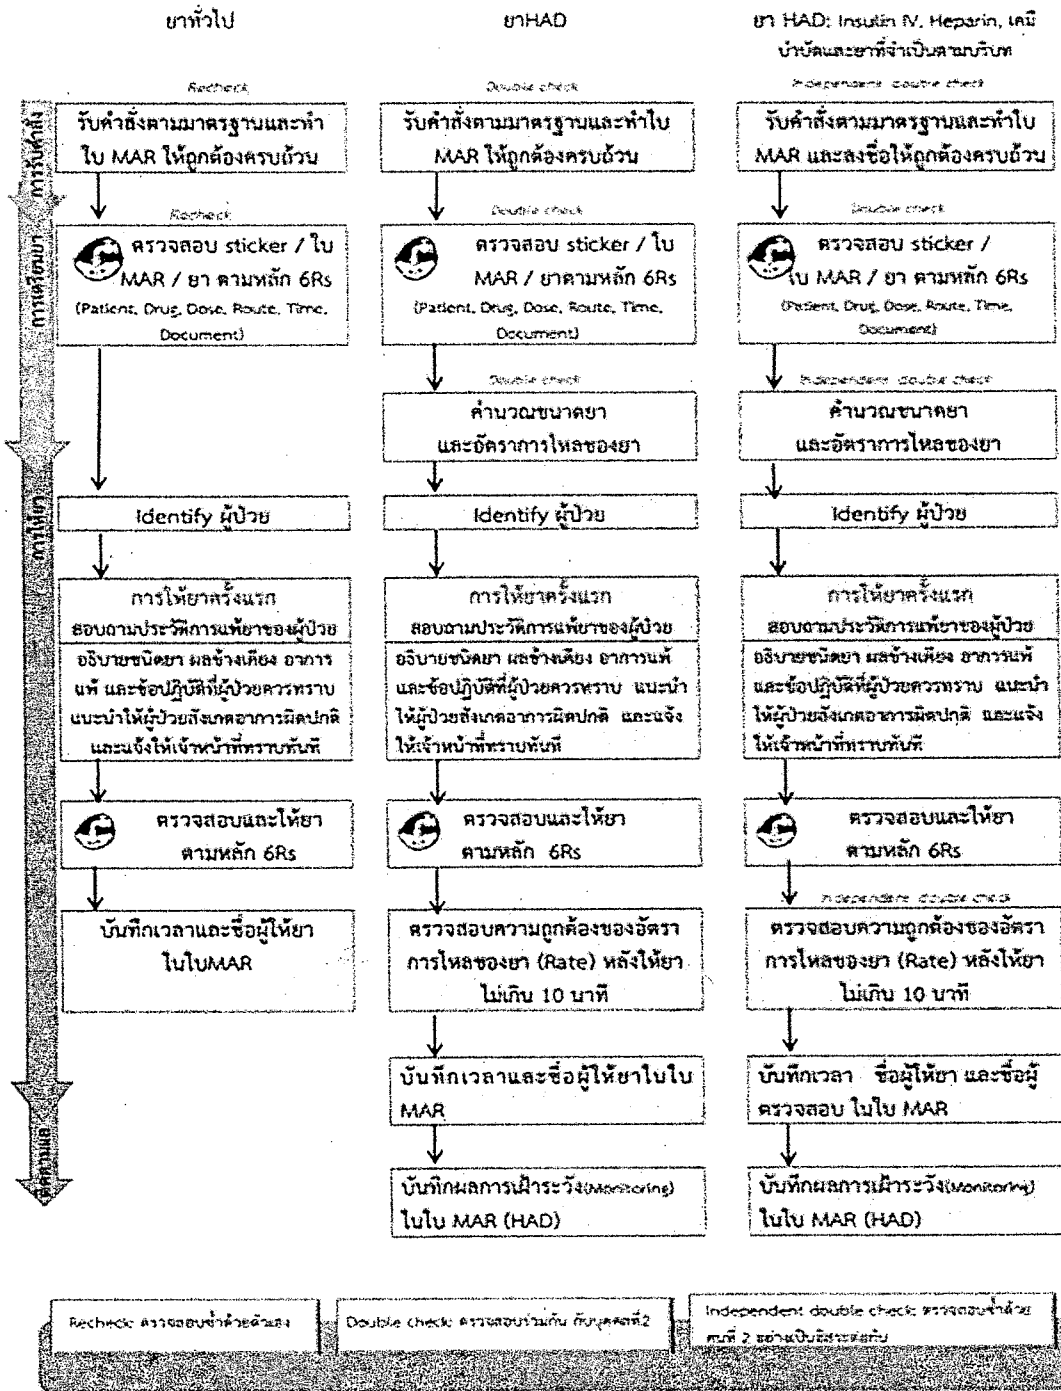 ยาทั่วไป
ยาHAD
ยา HAD: Insulin IV, Heparin, เคมี
บำบัดและยาที่จำเป็นตามบริบท
การรับคำสั่ง
การเตรียมยา
การให้ยา
ติดตามผล
Recheck
รับคำสั่งตามมาตรฐานและทำ
ใบ MAR ให้ถูกต้องครบถ้วน
Recheck
ตรวจสอบ sticker / ใบ
MAR / ยา ตามหลัก 6Rs
(Patient, Drug, Dose, Route, Time,
Document)
Identify ผู้ป่วย
การให้ยาครั้งแรก
สอบถามประวัติการแพ้ยาของผู้ป่วย
อธิบายชนิดยา ผลข้างเคียง อาการ
แพ้ และข้อปฏิบัติที่ผู้ป่วยควรทราบ
แนะนำให้ผู้ป่วยสังเกตอาการผิดปกติ
และแจ้งให้เจ้าหน้าที่ทราบทันที
ตรวจสอบและให้ยา
ตามหลัก 6Rs
บันทึกเวลาและชื่อผู้ให้ยา
ในใบMAR
Double check
รับคำสั่งตามมาตรฐานและทำใบ
MAR ให้ถูกต้องครบถ้วน
Double check
ตรวจสอบ sticker / ใบ
MAR / ยาตามหลัก 6Rs
(Patient, Drug, Dose, Route, Time,
Document)
Double check
คำนวณขนาดยา
และอัตราการไหลของยา
Identify ผู้ป่วย
การให้ยาครั้งแรก
สอบถามประวัติการแพ้ยาของผู้ป่วย
อธิบายชนิดยา ผลข้างเคียง อาการแพ้
และข้อปฏิบัติที่ผู้ป่วยควรทราบ แนะนำ
ให้ผู้ป่วยสังเกตอาการผิดปกติ และแจ้ง
ให้เจ้าหน้าที่ทราบทันที
ตรวจสอบและให้ยา
ตามหลัก 6Rs
ตรวจสอบความถูกต้องของอัตรา
การไหลของยา (Rate) หลังให้ยา
ไม่เกิน 10 นาที
บันทึกเวลาและชื่อผู้ให้ยาในใบ
MAR
บันทึกผลการเฝ้าระวัง(Monitoring)
ในใบ MAR (HAD)
Independent double check
รับคำสั่งตามมาตรฐานและทำใบ
MAR และลงชื่อให้ถูกต้องครบถ้วน
Double check
ตรวจสอบ sticker /
ใบ MAR / ยา ตามหลัก 6Rs
(Patient, Drug, Dose, Route, Time,
Document)
Independent double check
คำนวณขนาดยา
และอัตราการไหลของยา
Identify ผู้ป่วย
การให้ยาครั้งแรก
สอบถามประวัติการแพ้ยาของผู้ป่วย
อธิบายชนิดยา ผลข้างเคียง อาการแพ้
และข้อปฏิบัติที่ผู้ป่วยควรทราบ แนะนำ
ให้ผู้ป่วยสังเกตอาการผิดปกติ และแจ้ง
ให้เจ้าหน้าที่ทราบทันที
ตรวจสอบและให้ยา
ตามหลัก 6Rs
Independent double check
ตรวจสอบความถูกต้องของอัตรา
การไหลของยา (Rate) หลังให้ยา
ไม่เกิน 10 นาที
บันทึกเวลา ชื่อผู้ให้ยา และชื่อผู้
ตรวจสอบ ในใบ MAR
บันทึกผลการเฝ้าระวัง(Monitoring)
ในใบ MAR (HAD)
Recheck: ตรวจสอบซ้ำด้วยตัวเอง
Double check: ตรวจสอบร่วมกัน กับบุคคลที่2
Independent double check: ตรวจสอบซ้ำด้วย
คนที่ 2 อย่างเป็นอิสระต่อกัน